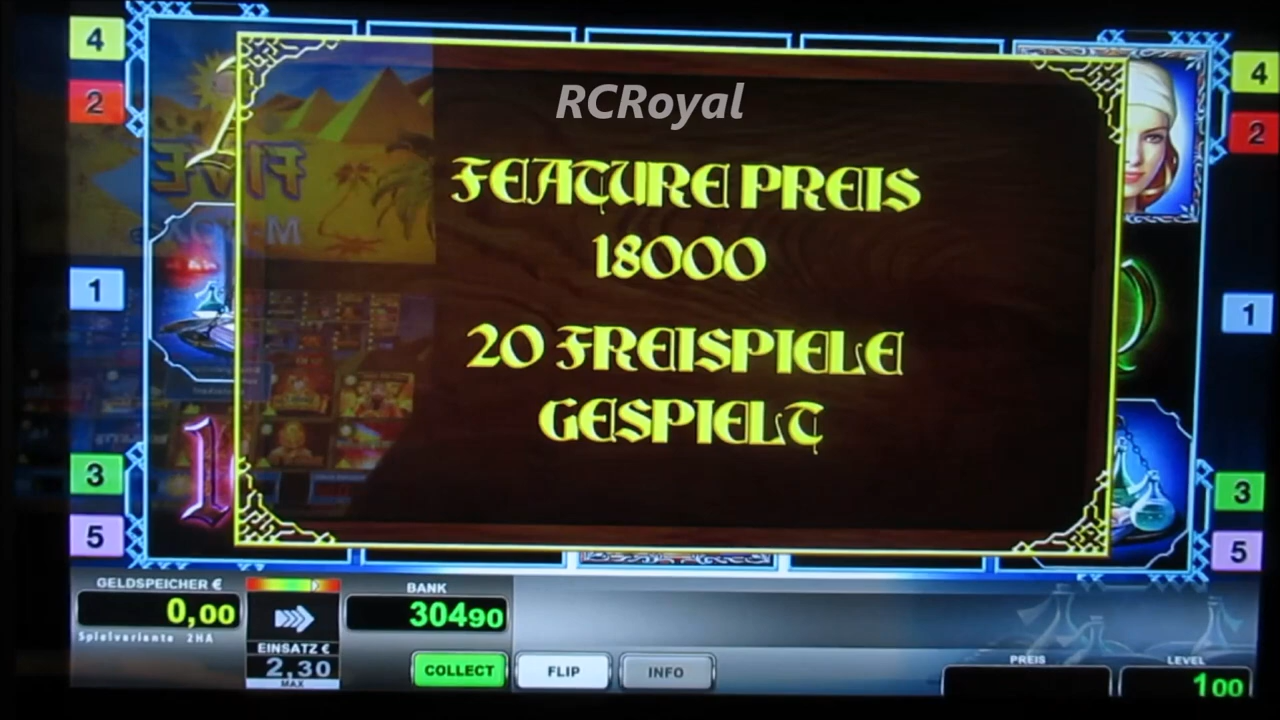 RCRoyal
FEATURE PREIS
18000
20 FREISPIELE
GESPIELT
4
2
1
3
5
4
2
1
3
5
FIVE
GELDSPEICHER €
0,00
Spielvariante 2HA
EINSATZ €
2,30
MAX
BANK
30490
COLLECT
FLIP
INFO
PREIS
LEVEL
100